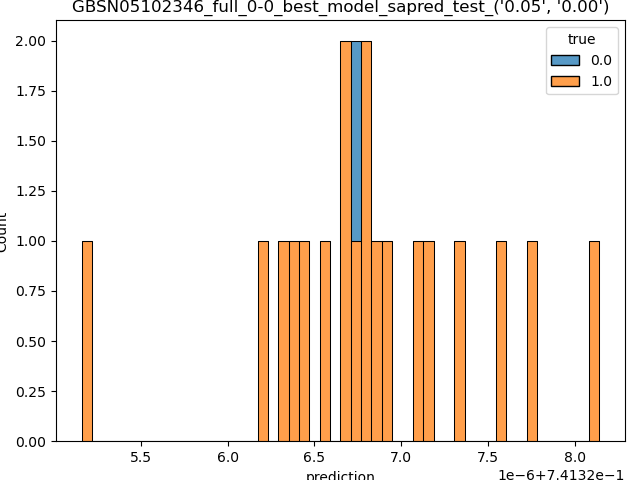 GBSN05102346_full_0-0_best_model_sapred_test_('0.05', '0.00')
2.00
1.75
1.50
1.25
1.00
0.75
0.50
0.25
0.00
Count
true
0.0
1.0
5.5 6.0 6.5 7.0 7.5 8.0
prediction
1e−6+7.4132e−1